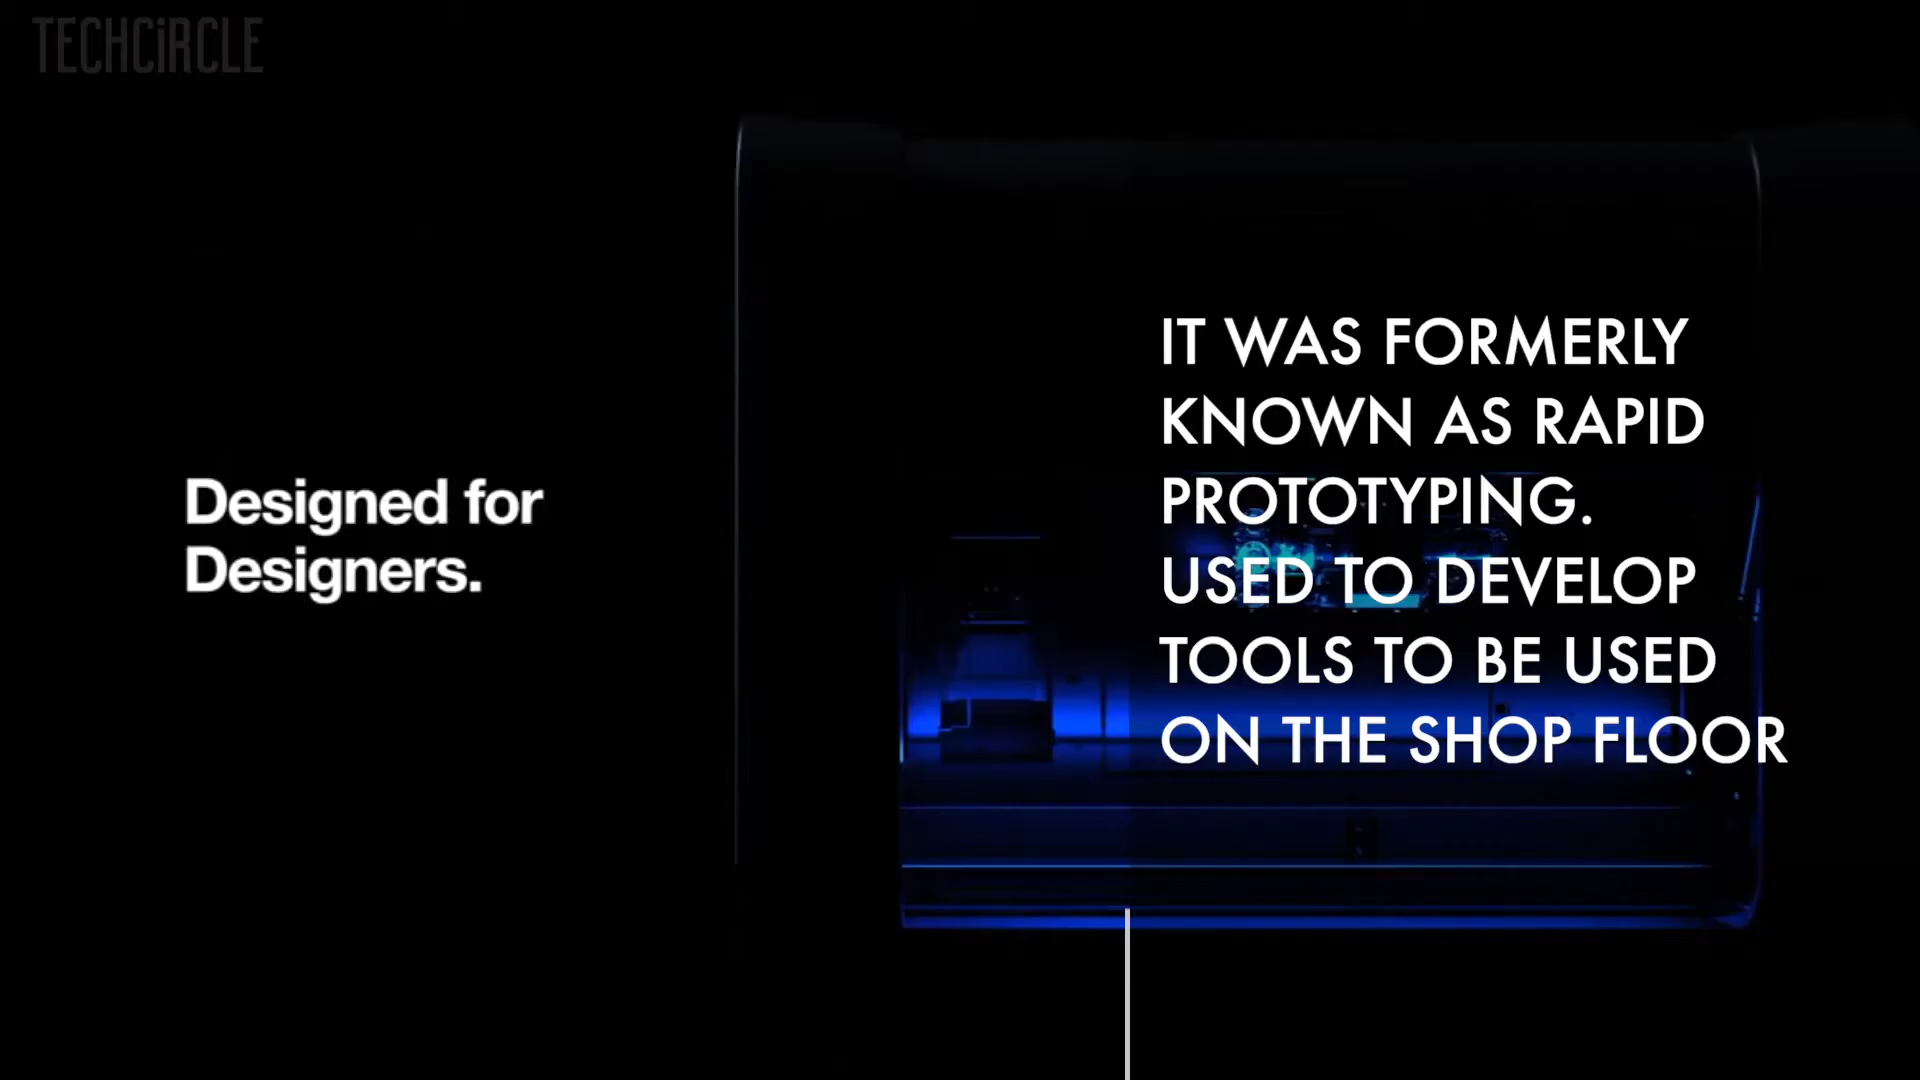 TECHCiRCLE
Designed for
Designers.
IT WAS FORMERLY
KNOWN AS RAPID
PROTOTYPING.
USED TO DEVELOP
TOOLS TO BE USED
ON THE SHOP FLOOR